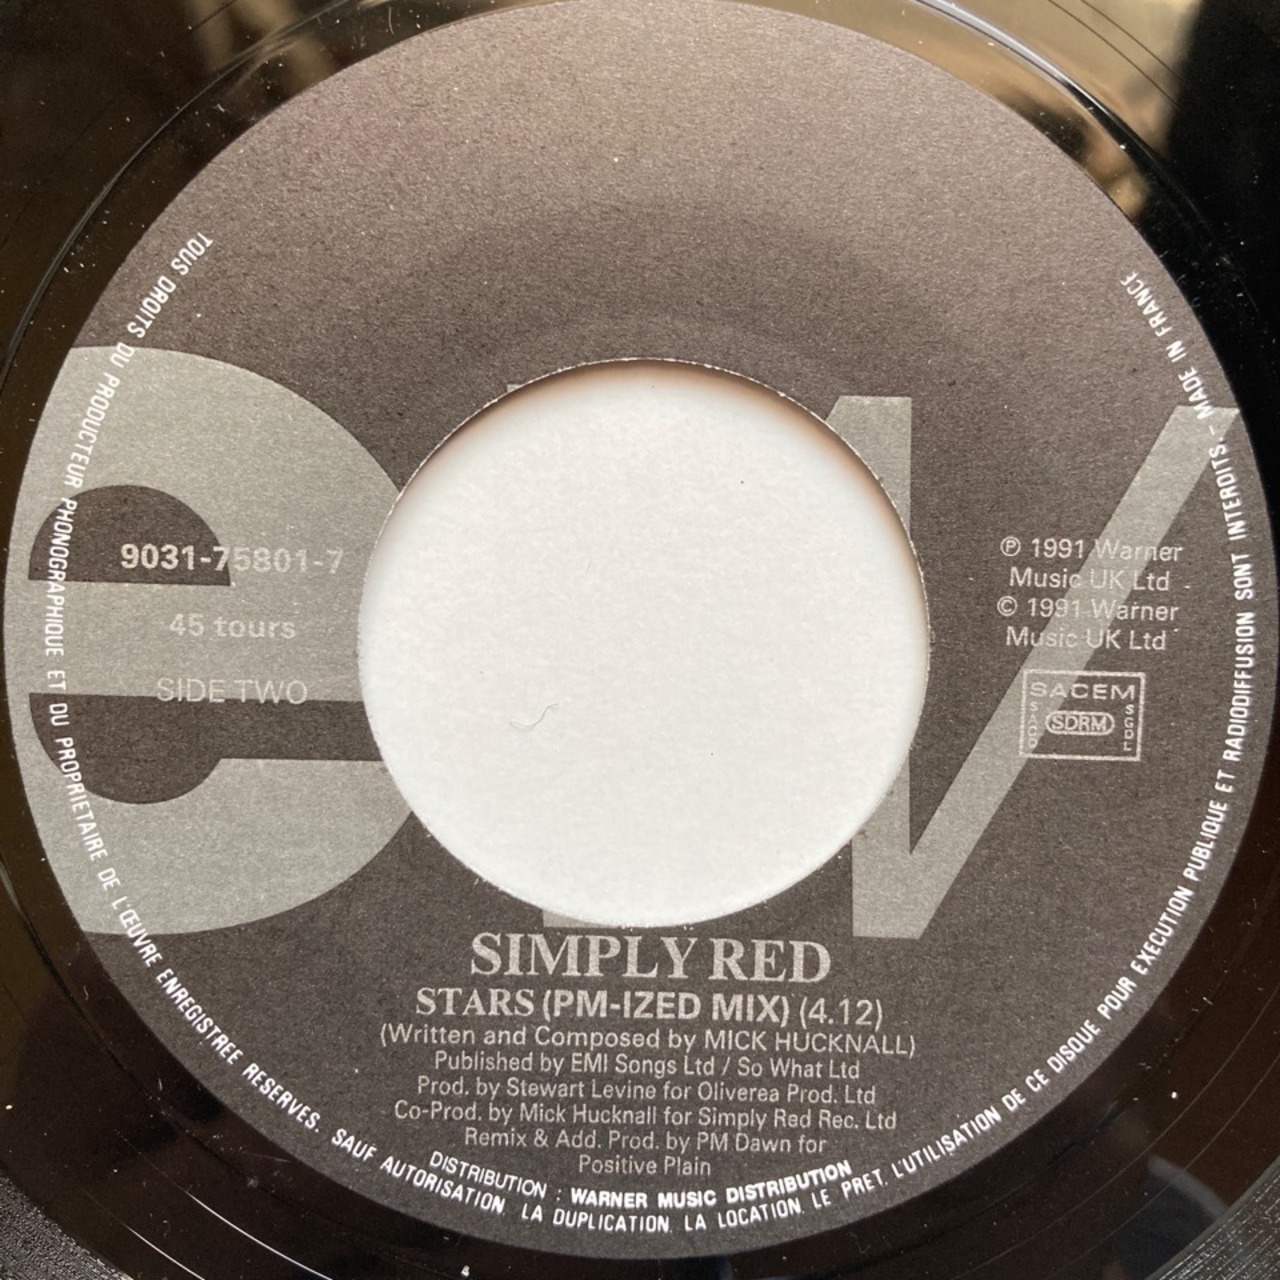 TOUS DROITS DU PRODUCTEUR PHONOGRAPHIQUE ET DU PROPRIETAIRE DE L'ŒUVRE ENREGISTREE RESERVES. SAUF AUTORISATION, LA DUPLICATION, LA LOCATION, LE PRET, L'UTILISATION DE CE DISQUE POUR EXECUTION PUBLIQUE ET RADIODIFFUSION SONT INTERDITS. – MADE IN FRANCE
ew
9031-75801-7
45 tours
SIDE TWO
℗ 1991 Warner
Music UK Ltd
© 1991 Warner
Music UK Ltd
SACEM
SACD
SDRM
SGDL
SIMPLY RED
STARS (PM-IZED MIX) (4.12)
(Written and Composed by MICK HUCKNALL)
Published by EMI Songs Ltd / So What Ltd
Prod. by Stewart Levine for Oliverea Prod. Ltd
Co-Prod. by Mick Hucknall for Simply Red Rec. Ltd
Remix & Add. Prod. by PM Dawn for
Positive Plain
DISTRIBUTION : WARNER MUSIC DISTRIBUTION